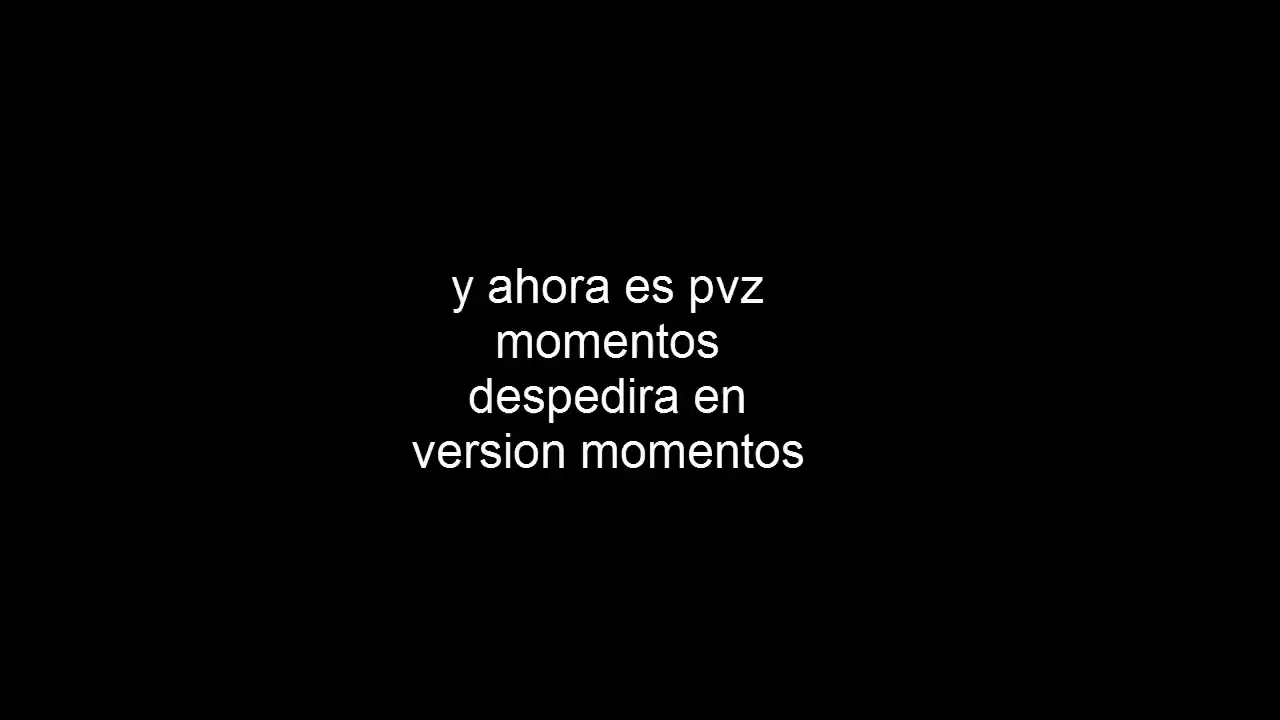 y ahora es pvz
momentos
despedira en
version momentos